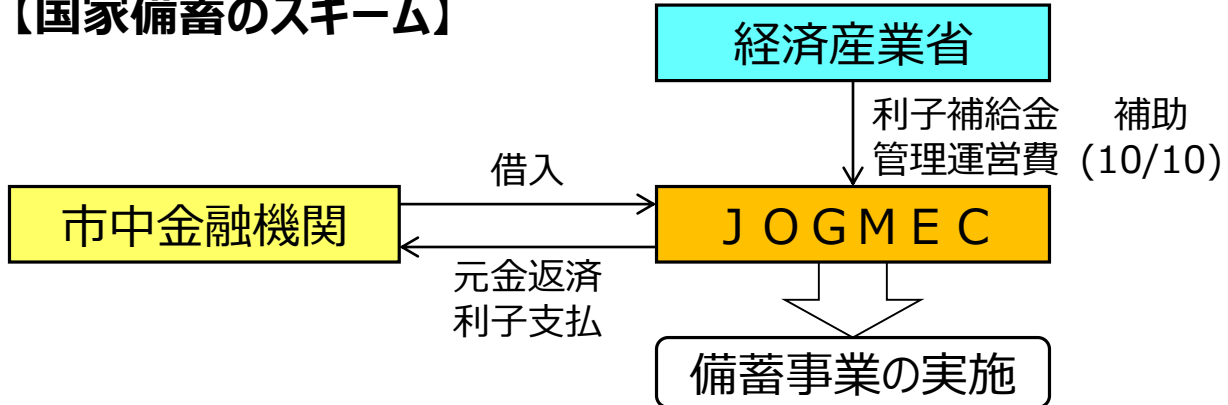 【国家備蓄のスキーム】
経済産業省
利子補給金 補助
管理運営費 (10/10)
借入
市中金融機関
ＪＯＧＭＥＣ
元金返済
利子支払
備蓄事業の実施